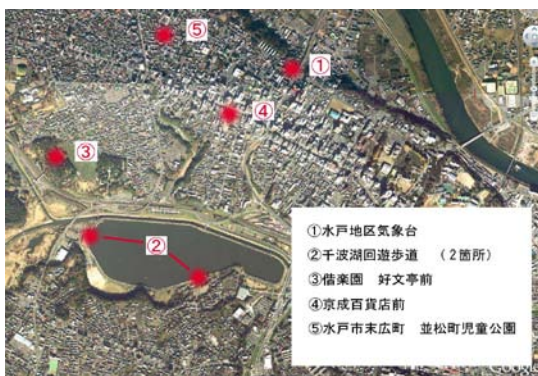 ⑤
①
④
③
②
①水戸地区気象台
②千波湖回遊歩道　（2箇所）
③偕楽園　好文亭前
④京成百貨店前
⑤水戸市末広町　並松町児童公園
Google